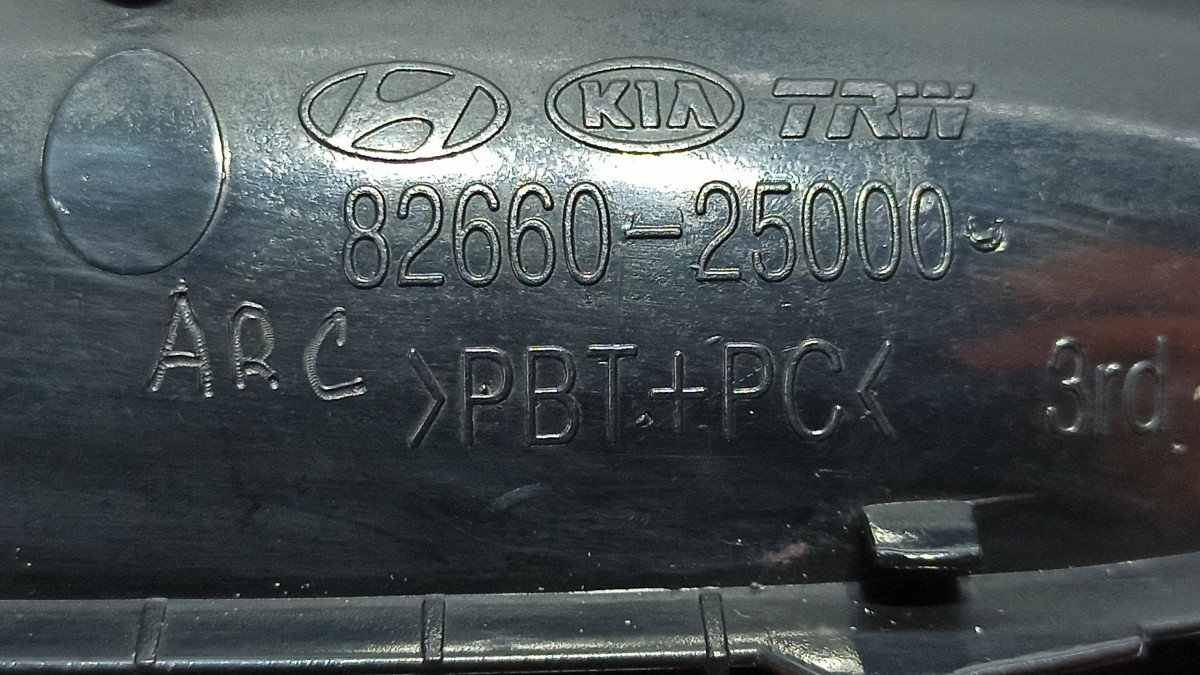 KIA TRW
82660-25000
ARC
>PBT+PC<
3rd